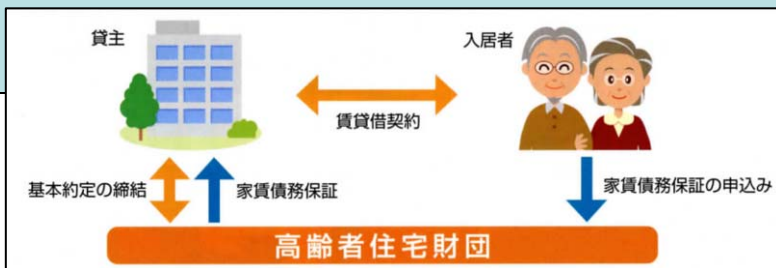 貸主
入居者
賃貸借契約
基本約定の締結
家賃債務保証
家賃債務保証の申込み
高齢者住宅財団